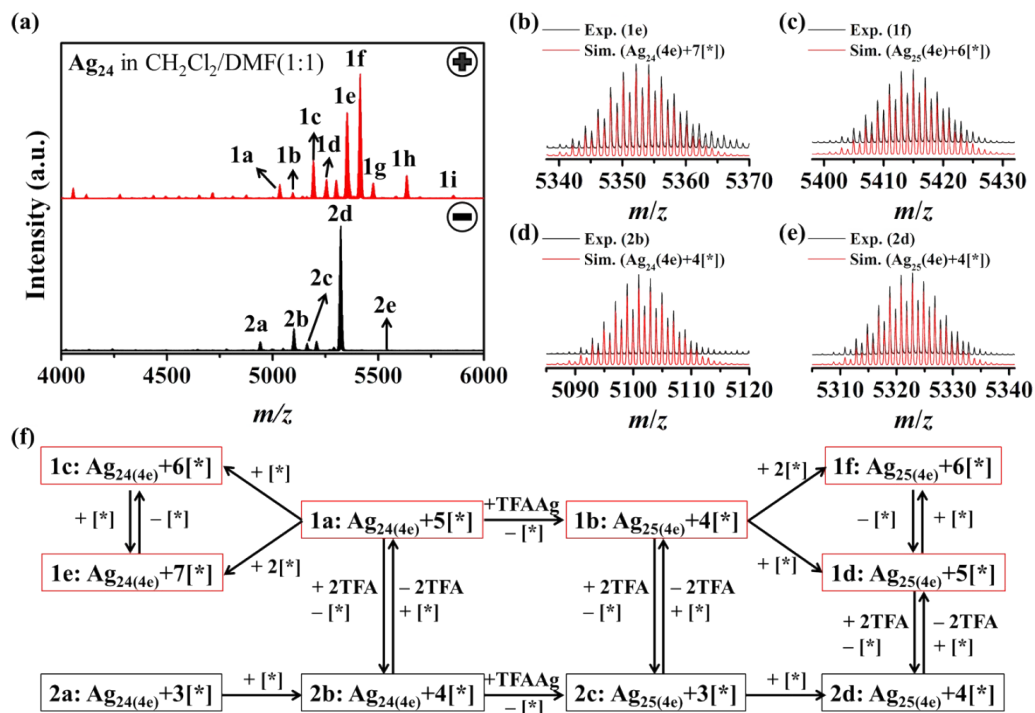 (a)
Ag24 in CH2Cl2/DMF(1:1)
1a
1b
1c
1d
1e
1f
1g
1h
1i
2a
2b
2c
2d
2e
Intensity (a.u.)
4000 4500 5000 5500 6000
m/z
(b)
Exp. (1e)
Sim. (Ag24(4e)+7[*])
5340 5350 5360 5370
m/z
(c)
Exp. (1f)
Sim. (Ag25(4e)+6[*])
5400 5410 5420 5430
m/z
(d)
Exp. (2b)
Sim. (Ag24(4e)+4[*])
5090 5100 5110 5120
m/z
(e)
Exp. (2d)
Sim. (Ag25(4e)+4[*])
5310 5320 5330 5340
m/z
(f)
1c: Ag24(4e)+6[*]
+ [*]
+ 2[*]
1f: Ag25(4e)+6[*]
+ [*]
– [*]
1a: Ag24(4e)+5[*]
+TFAAg
– [*]
1b: Ag25(4e)+4[*]
– [*]
+ [*]
1e: Ag24(4e)+7[*]
+ 2[*]
+ [*]
1d: Ag25(4e)+5[*]
+ 2TFA
– [*]
– 2TFA
+ [*]
+ 2TFA
– [*]
– 2TFA
+ [*]
+ 2TFA
– [*]
– 2TFA
+ [*]
2a: Ag24(4e)+3[*]
+ [*]
2b: Ag24(4e)+4[*]
+TFAAg
– [*]
2c: Ag25(4e)+3[*]
+ [*]
2d: Ag25(4e)+4[*]